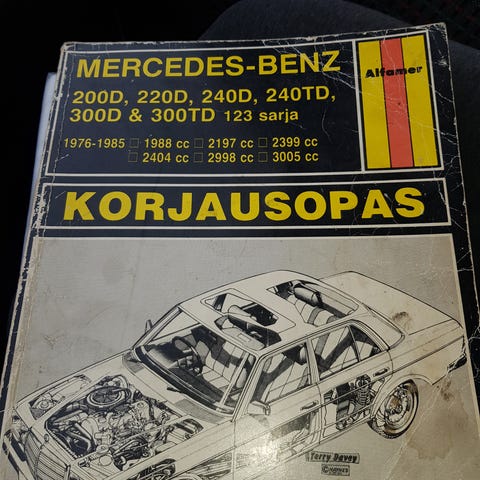 MERCEDES-BENZ
Alfamer
200D, 220D, 240D, 240TD,
300D & 300TD 123 sarja
1976-1985 □ 1988 cc □ 2197 cc □ 2399 cc
□ 2404 cc □ 2998 cc □ 3005 cc
KORJAUSOPAS
Terry Davey
© HAYNES